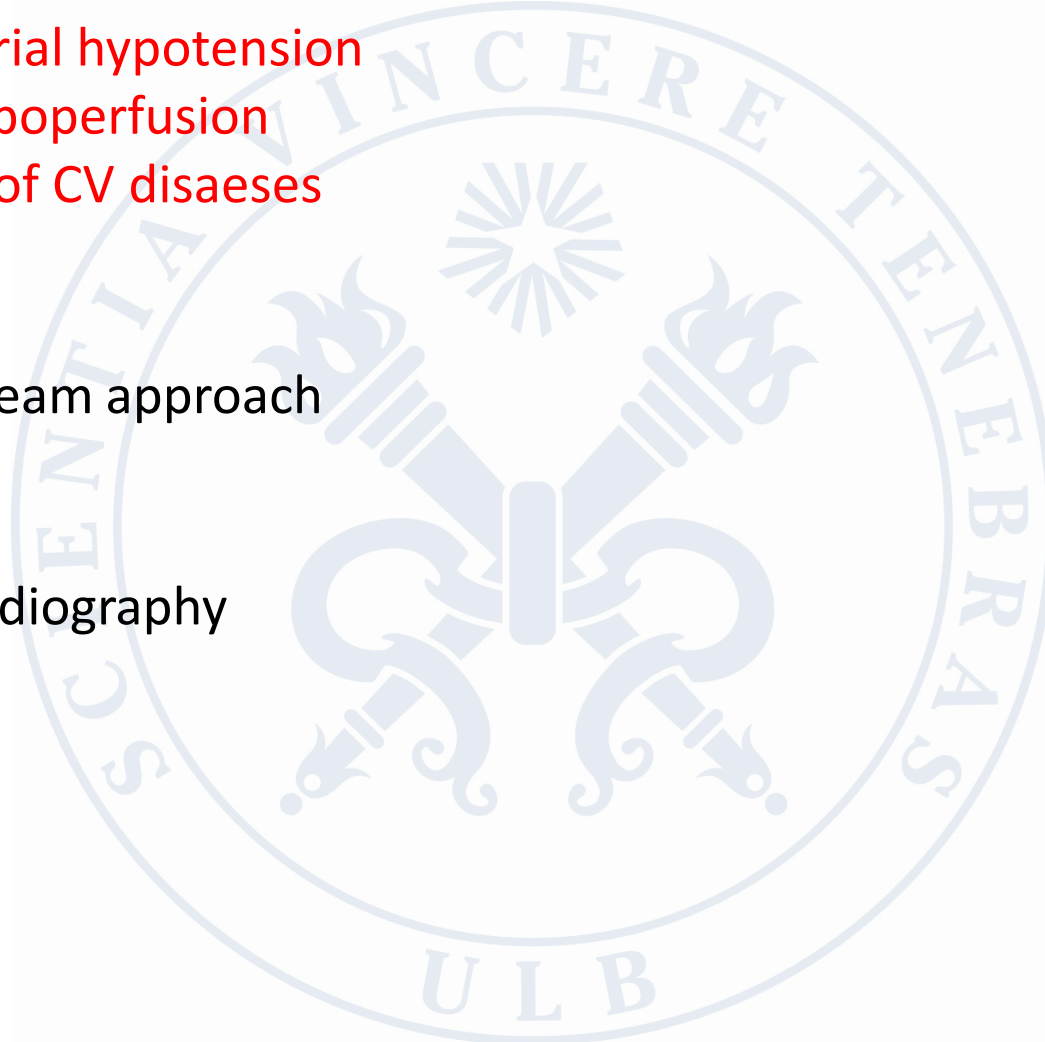 rial hypotension
poperfusion
of CV disaeses
eam approach
diography
SCIENTIA VINCERE TENEBRAS
ULB